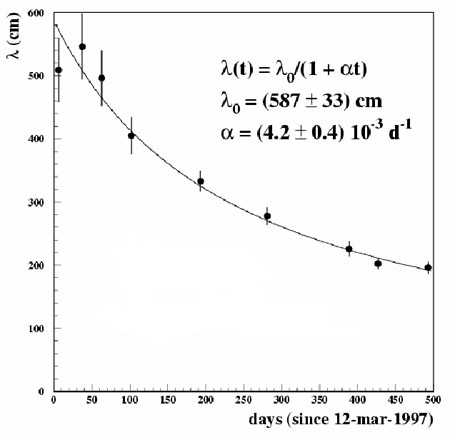 λ (cm)
600
500
400
300
200
100
0
λ(t) = λ₀/(1 + αt)
λ₀ = (587 ± 33) cm
α = (4.2 ± 0.4) 10⁻³ d⁻¹
0 50 100 150 200 250 300 350 400 450 500
days (since 12-mar-1997)